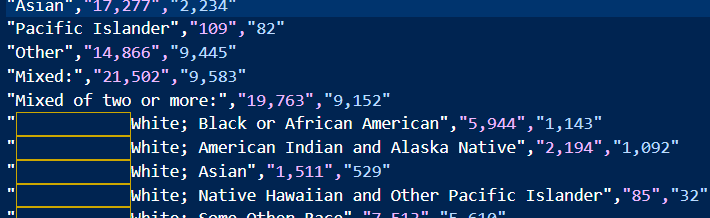 "Asian","17,277","2,234"
"Pacific Islander","109","82"
"Other","14,866","9,445"
"Mixed:","21,502","9,583"
"Mixed of two or more:","19,763","9,152"
"White; Black or African American","5,944","1,143"
"White; American Indian and Alaska Native","2,194","1,092"
"White; Asian","1,511","529"
"White; Native Hawaiian and Other Pacific Islander","85","32"
"White; Some Other Race","7,513","5,610"